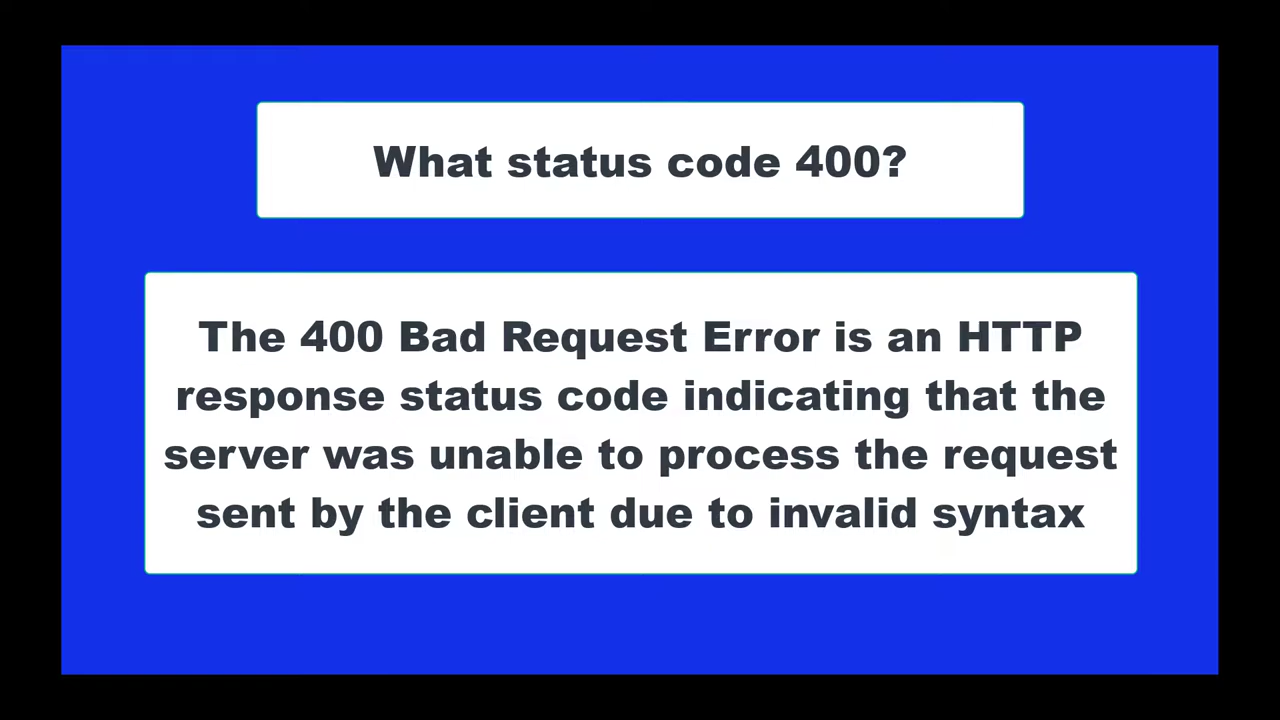 What status code 400?
The 400 Bad Request Error is an HTTP
response status code indicating that the
server was unable to process the request
sent by the client due to invalid syntax